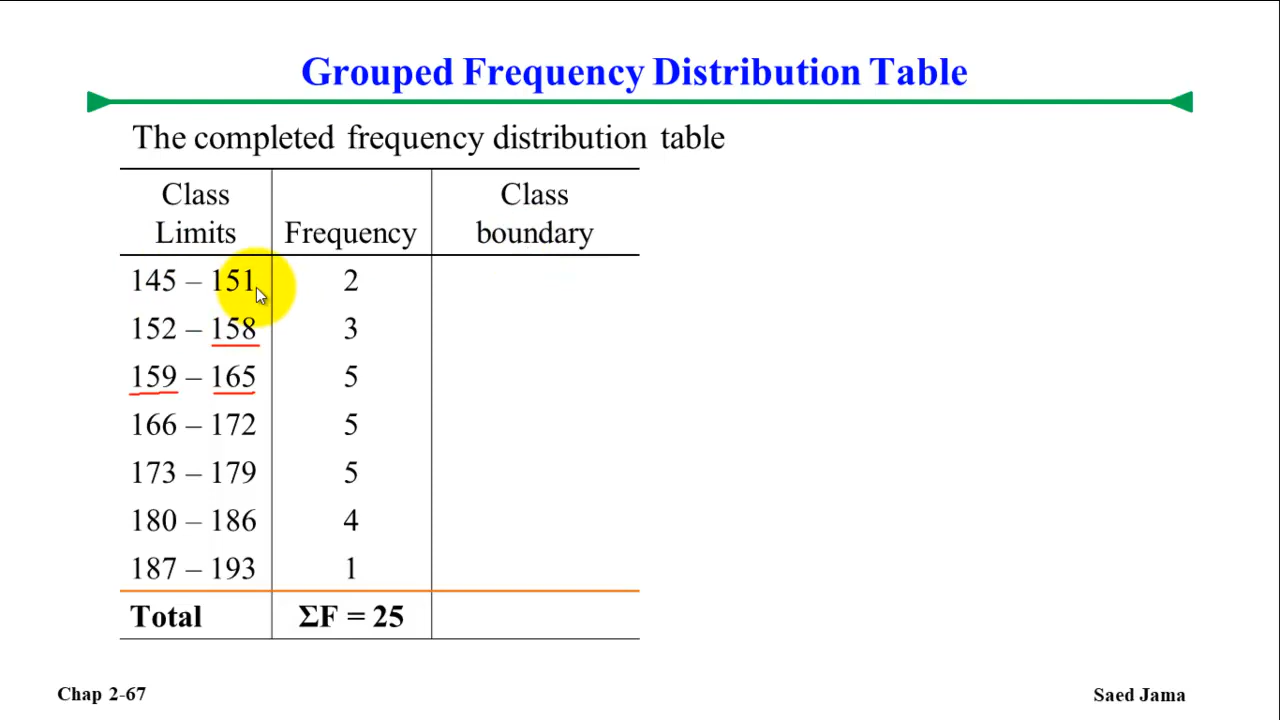 Grouped Frequency Distribution Table
The completed frequency distribution table
Class Limits Frequency Class boundary
145 – 151 2
152 – 158 3
159 – 165 5
166 – 172 5
173 – 179 5
180 – 186 4
187 – 193 1
Total ΣF = 25
Chap 2-67 Saed Jama